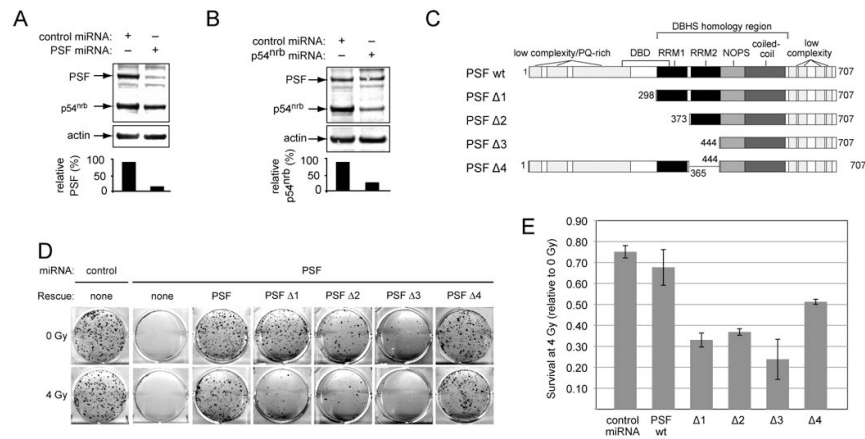 A
control miRNA: + –
PSF miRNA: – +
PSF
p54nrb
actin
relative
PSF (%)
100
50
0
B
control miRNA: + –
p54nrb miRNA: – +
PSF
p54nrb
actin
relative
p54nrb (%)
100
50
0
C
DBHS homology region
low complexity/PQ-rich DBD RRM1 RRM2 NOPS coiled-coil low complexity
PSF wt 1 707
PSF Δ1 298 707
PSF Δ2 373 707
PSF Δ3 444 707
PSF Δ4 1 365 444 707
D
miRNA: control PSF
Rescue: none none PSF PSF Δ1 PSF Δ2 PSF Δ3 PSF Δ4
0 Gy
4 Gy
E
Survival at 4 Gy (relative to 0 Gy)
0.90
0.80
0.70
0.60
0.50
0.40
0.30
0.20
0.10
control miRNA
PSF wt
Δ1
Δ2
Δ3
Δ4